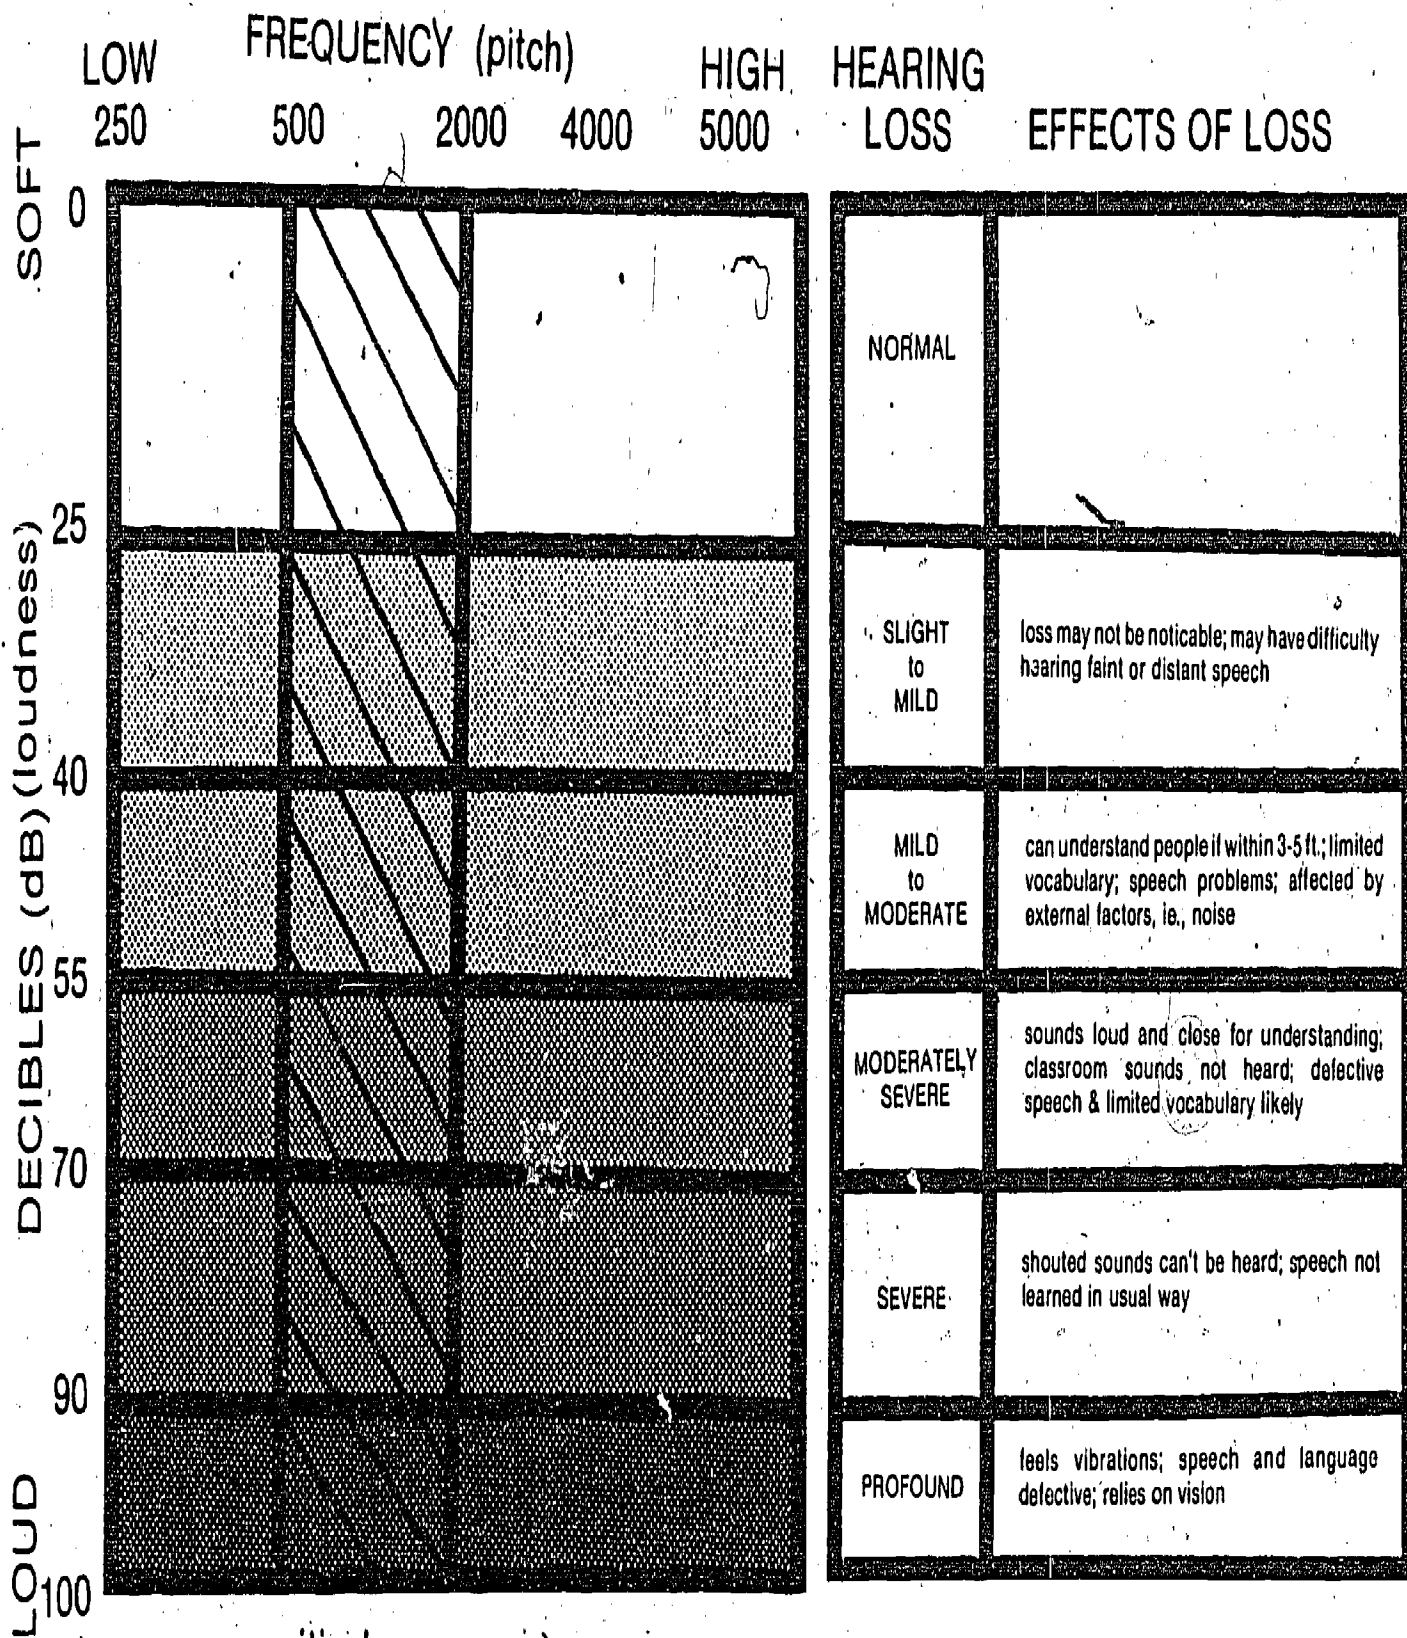 FREQUENCY (pitch)
LOW HIGH
250 500 2000 4000 5000
HEARING LOSS
EFFECTS OF LOSS
SOFT
DECIBLES (dB) (loudness)
LOUD
0
NORMAL
25
SLIGHT
to
MILD
loss may not be noticable; may have difficulty
hearing faint or distant speech
40
MILD
to
MODERATE
can understand people if within 3-5 ft.; limited
vocabulary; speech problems; affected by
external factors, ie., noise
55
MODERATELY
SEVERE
sounds loud and close for understanding;
classroom sounds not heard; defective
speech & limited vocabulary likely
70
SEVERE
shouted sounds can't be heard; speech not
learned in usual way
90
PROFOUND
feels vibrations; speech and language
defective; relies on vision
100